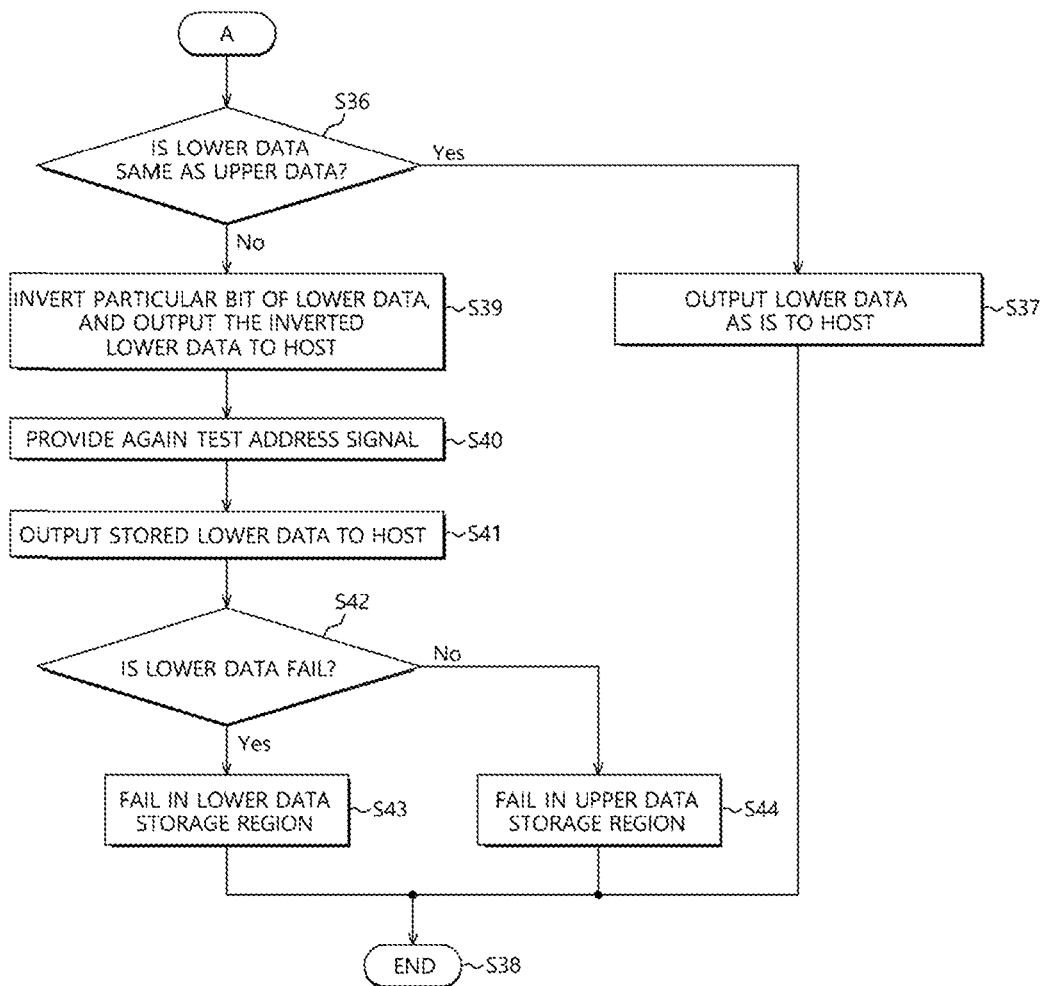 A
S36
IS LOWER DATA
SAME AS UPPER DATA?
Yes
No
INVERT PARTICULAR BIT OF LOWER DATA,
AND OUTPUT THE INVERTED
LOWER DATA TO HOST
S39
OUTPUT LOWER DATA
AS IS TO HOST
S37
PROVIDE AGAIN TEST ADDRESS SIGNAL
S40
OUTPUT STORED LOWER DATA TO HOST
S41
S42
IS LOWER DATA FAIL?
No
Yes
FAIL IN LOWER DATA
STORAGE REGION
S43
FAIL IN UPPER DATA
STORAGE REGION
S44
END
S38